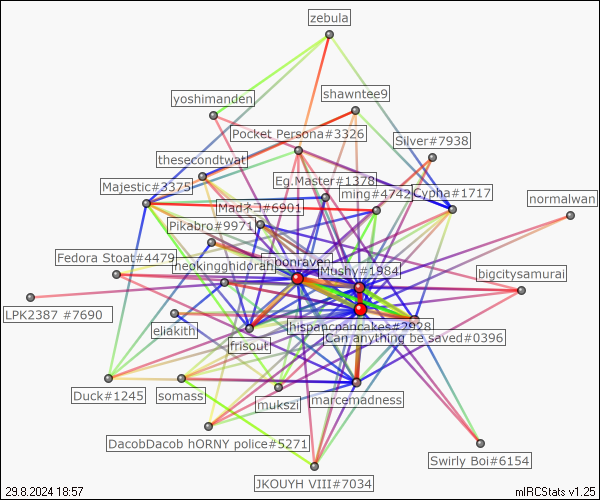 zebula
shawntee9
yoshimanden
Pocket Persona#3326
Silver#7938
thesecondtwat
Eg.Master#1378
Majestic#3375
ming#4742
Cypha#1717
normalwan
Madネコ#6901
Pikabro#9971
Fedora Stoat#4479
hbonraven
neokingghidorah
Mushy#1984
bigcitysamurai
LPK2387 #7690
hispancpancakes#2928
eliakith
Can anything be saved#0396
frisout
Duck#1245
somass
mukszi
marcemadness
DacobDacob hORNY police#5271
Swirly Boi#6154
JKOUYH VIII#7034
29.8.2024 18:57
mIRCStats v1.25